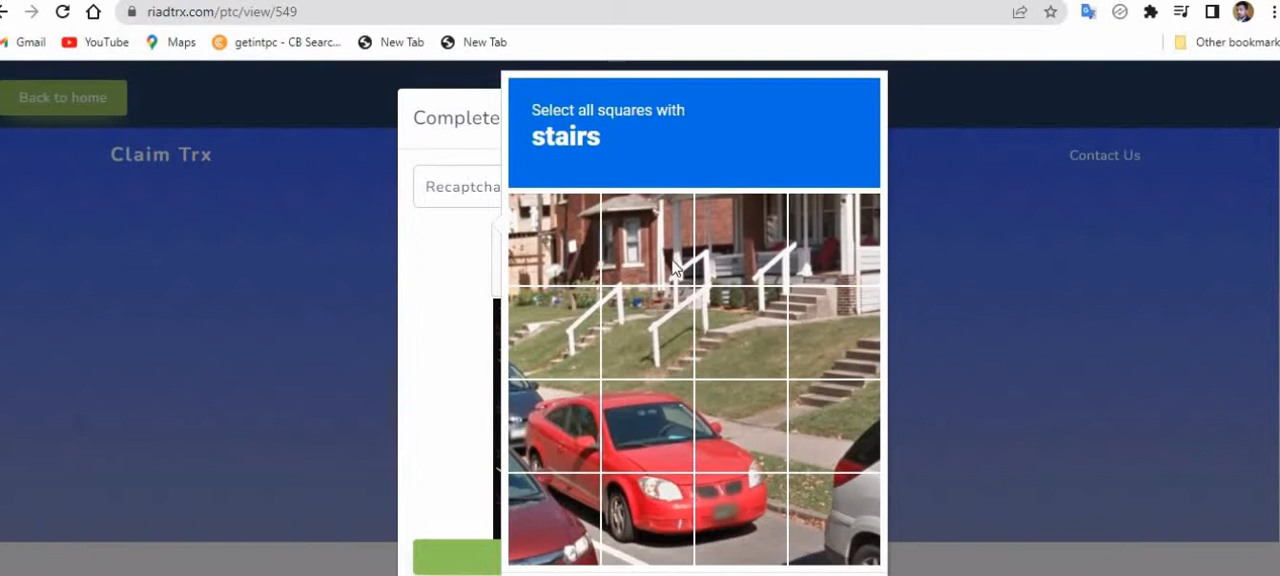 riadtrx.com/ptc/view/549
Gmail YouTube Maps getintpc - CB Searc... New Tab New Tab Other bookmark
Back to home
Complete
Select all squares with
stairs
Claim Trx
Contact Us
Recaptcha